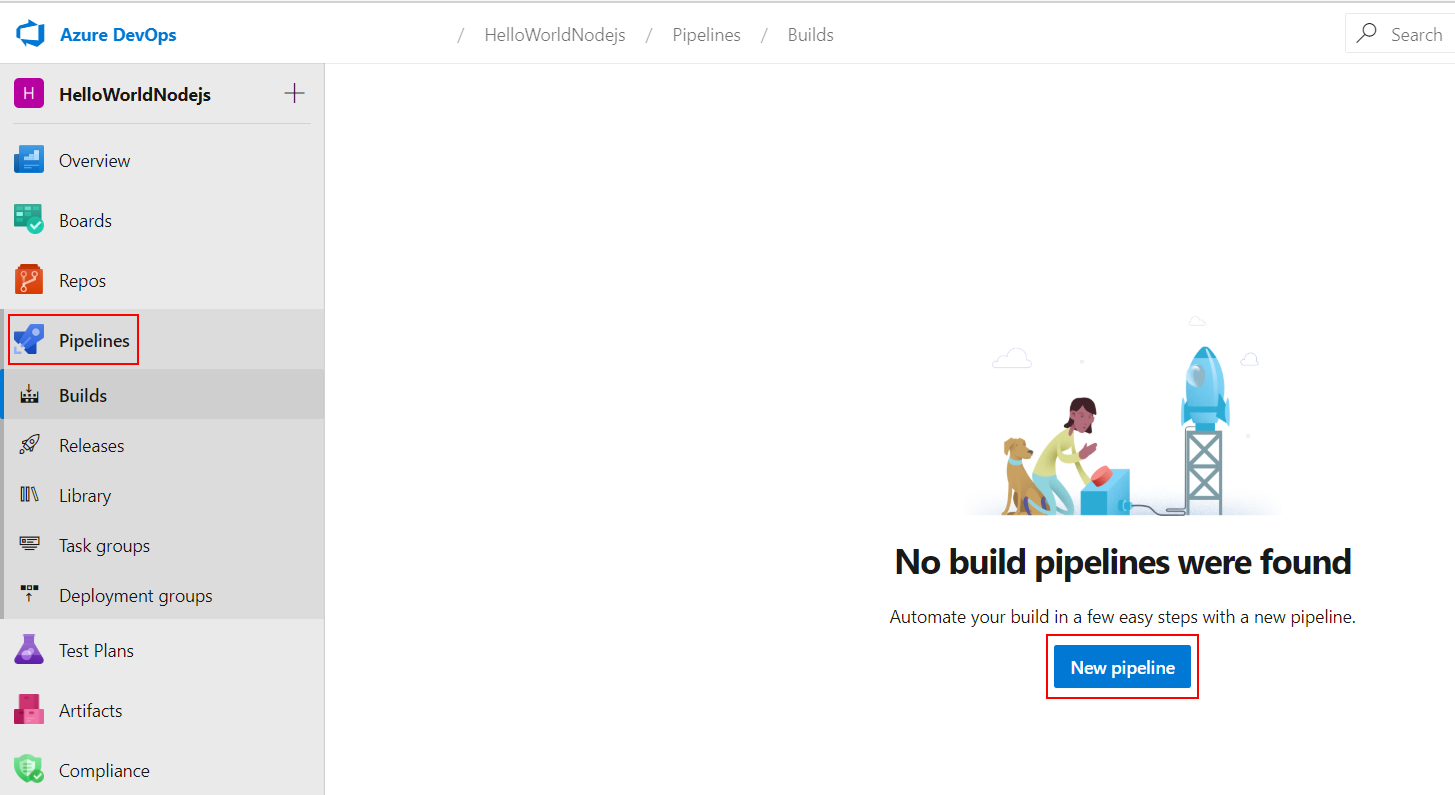 Azure DevOps / HelloWorldNodejs / Pipelines / Builds Search
H HelloWorldNodejs
Overview
Boards
Repos
Pipelines
Builds
Releases
Library
Task groups
Deployment groups
Test Plans
Artifacts
Compliance
No build pipelines were found
Automate your build in a few easy steps with a new pipeline.
New pipeline